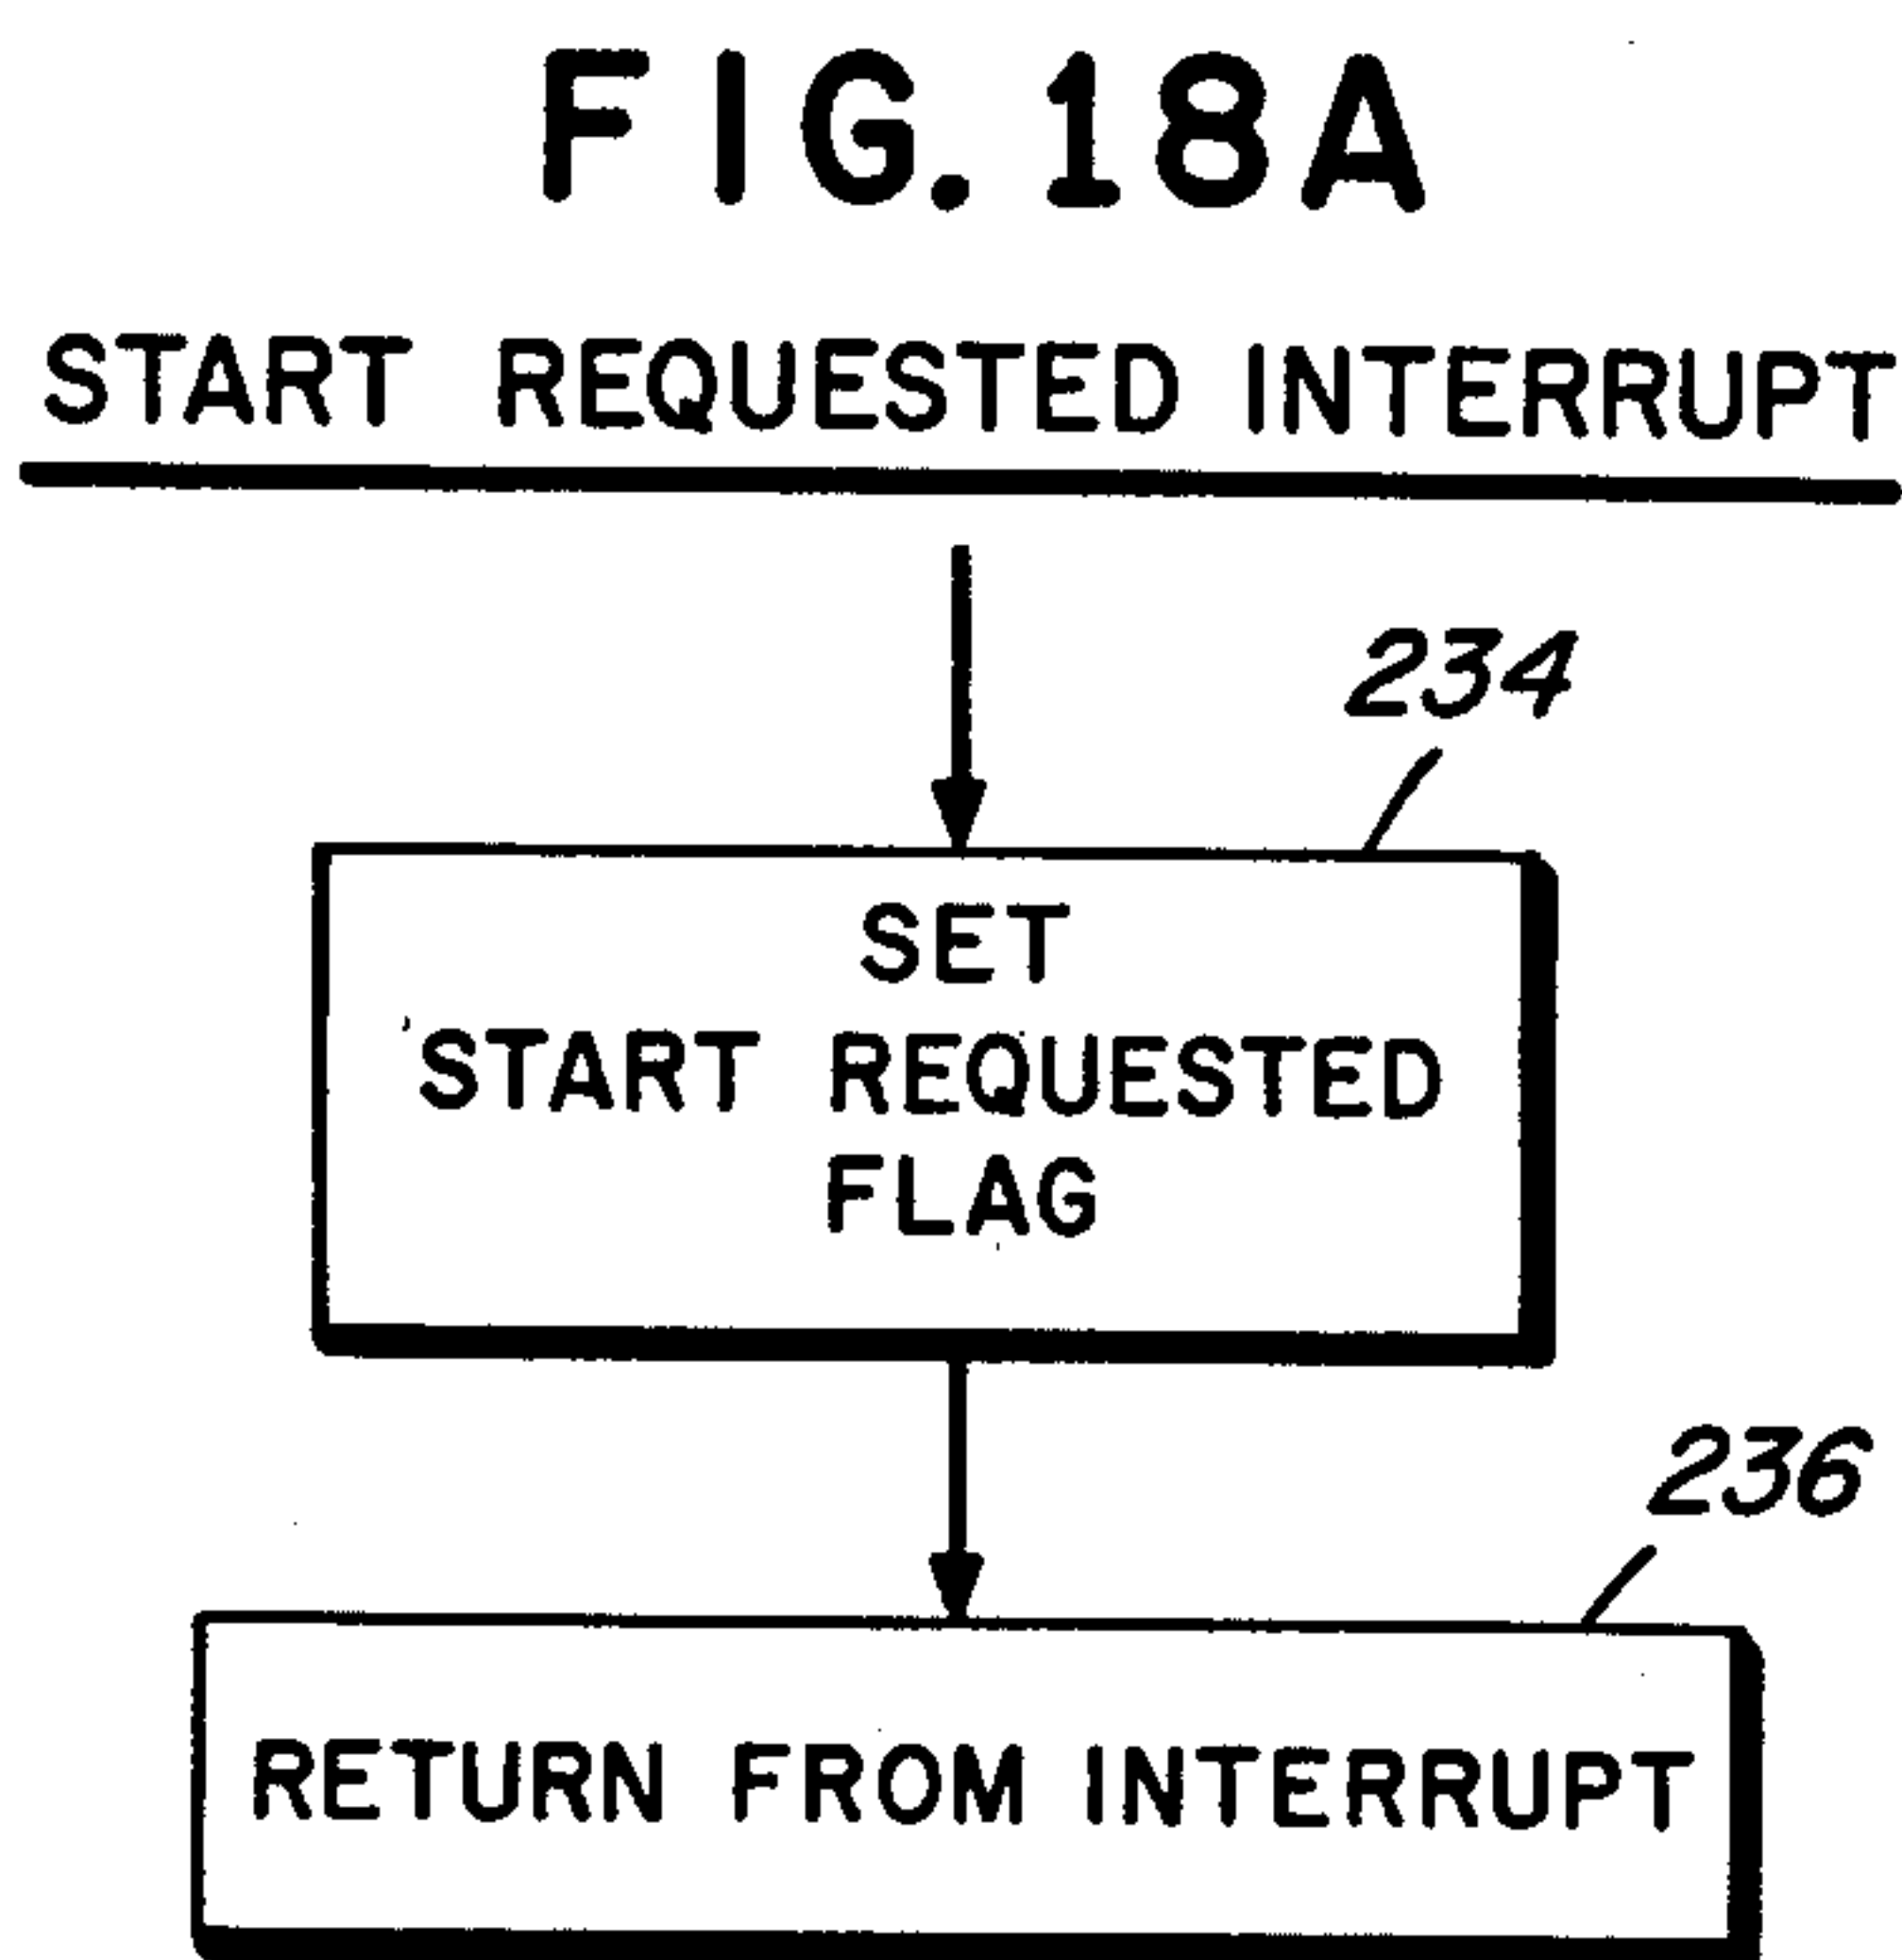 FIG. 18A
START REQUESTED INTERRUPT
234
SET
'START REQUESTED
FLAG
236
RETURN FROM INTERRUPT